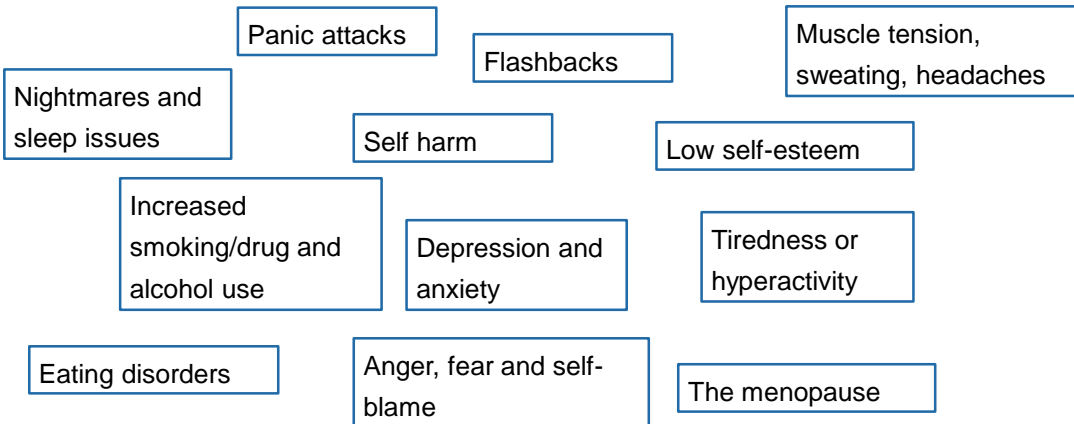 Panic attacks
Flashbacks
Muscle tension,
sweating, headaches
Nightmares and
sleep issues
Self harm
Low self-esteem
Increased
smoking/drug and
alcohol use
Depression and
anxiety
Tiredness or
hyperactivity
Eating disorders
Anger, fear and self-
blame
The menopause